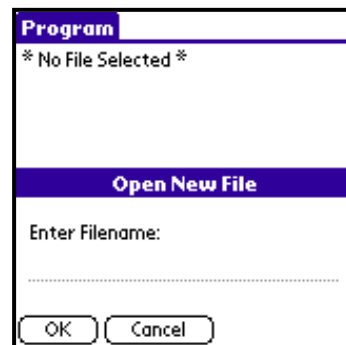 Program
* No File Selected *
Open New File
Enter Filename:
OK Cancel